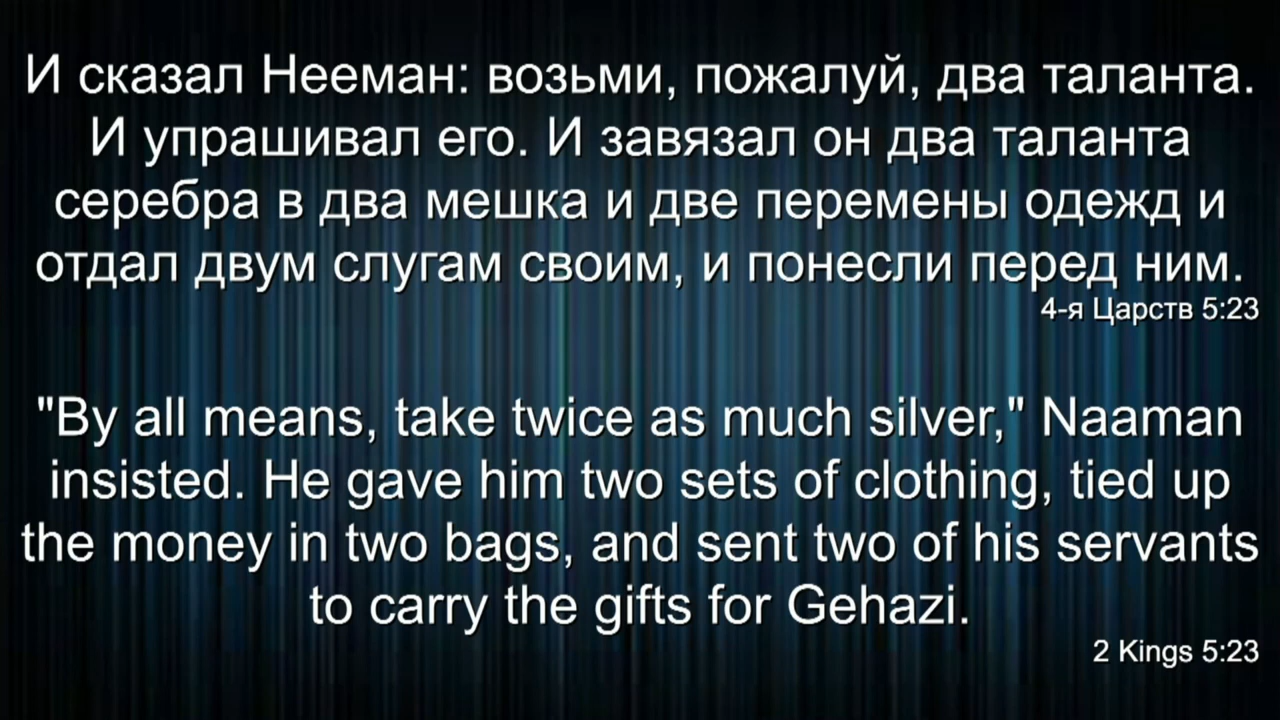 И сказал Нееман: возьми, пожалуй, два таланта.
И упрашивал его. И завязал он два таланта
серебра в два мешка и две перемены одежд и
отдал двум слугам своим, и понесли перед ним.
4-я Царств 5:23
"By all means, take twice as much silver," Naaman
insisted. He gave him two sets of clothing, tied up
the money in two bags, and sent two of his servants
to carry the gifts for Gehazi.
2 Kings 5:23